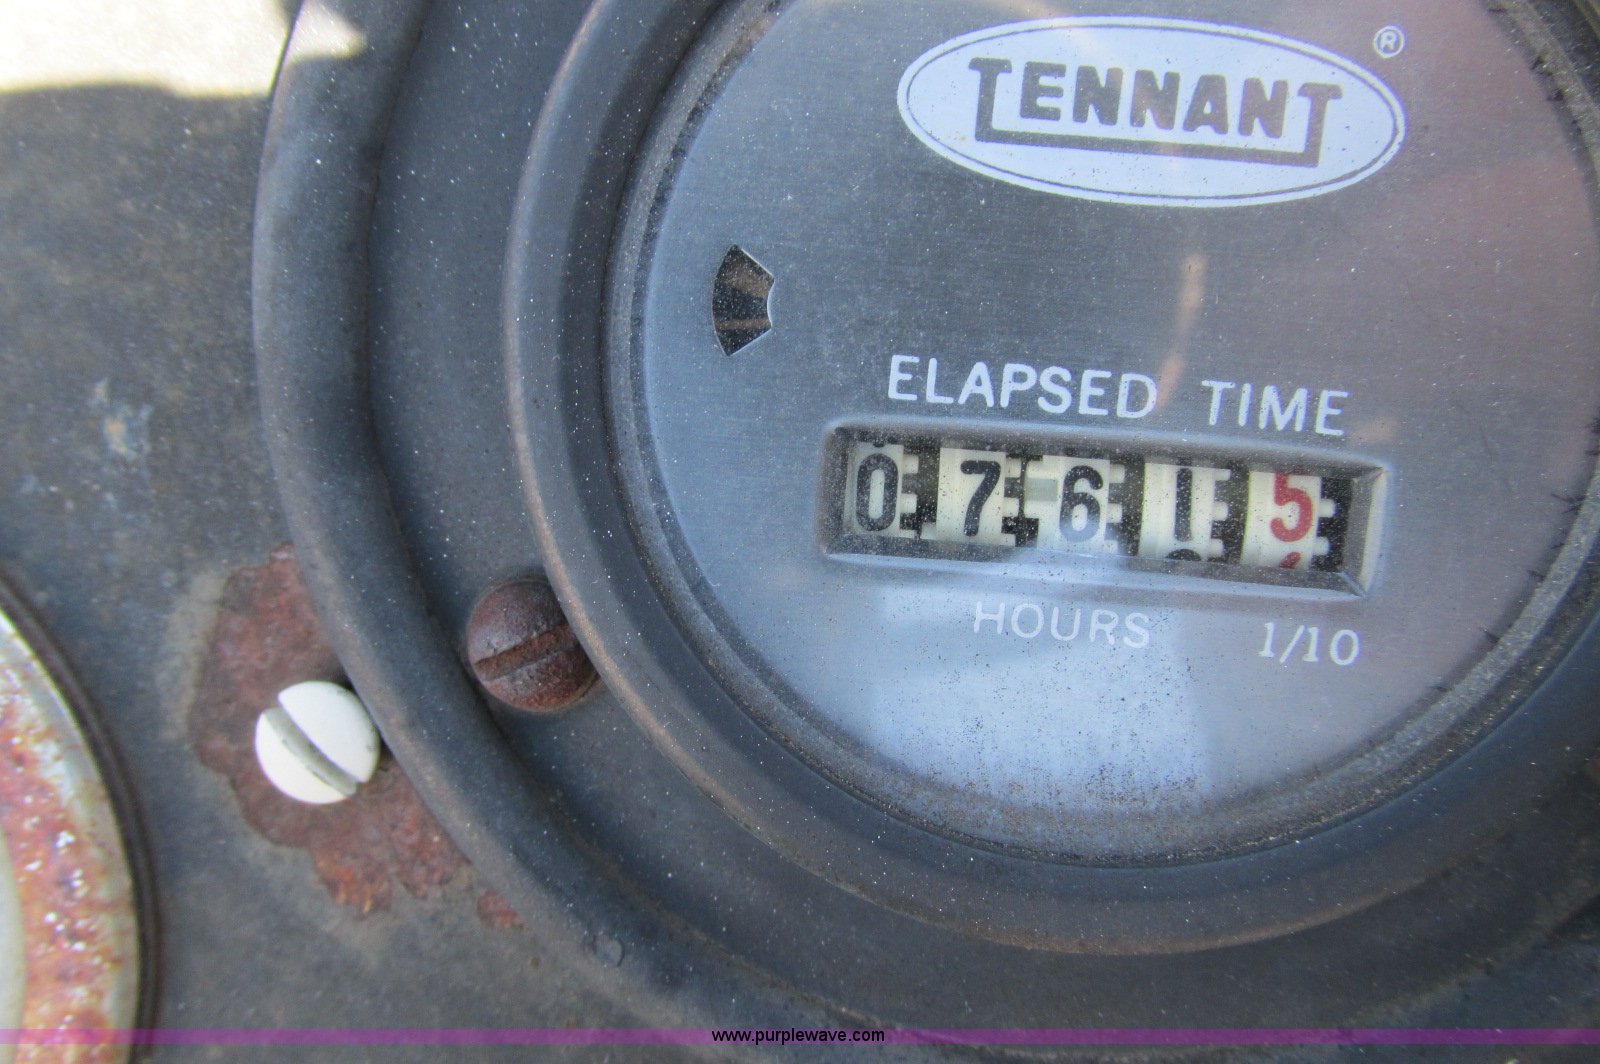 TENNANT ®
ELAPSED TIME
07615
HOURS 1/10
www.purplewave.com